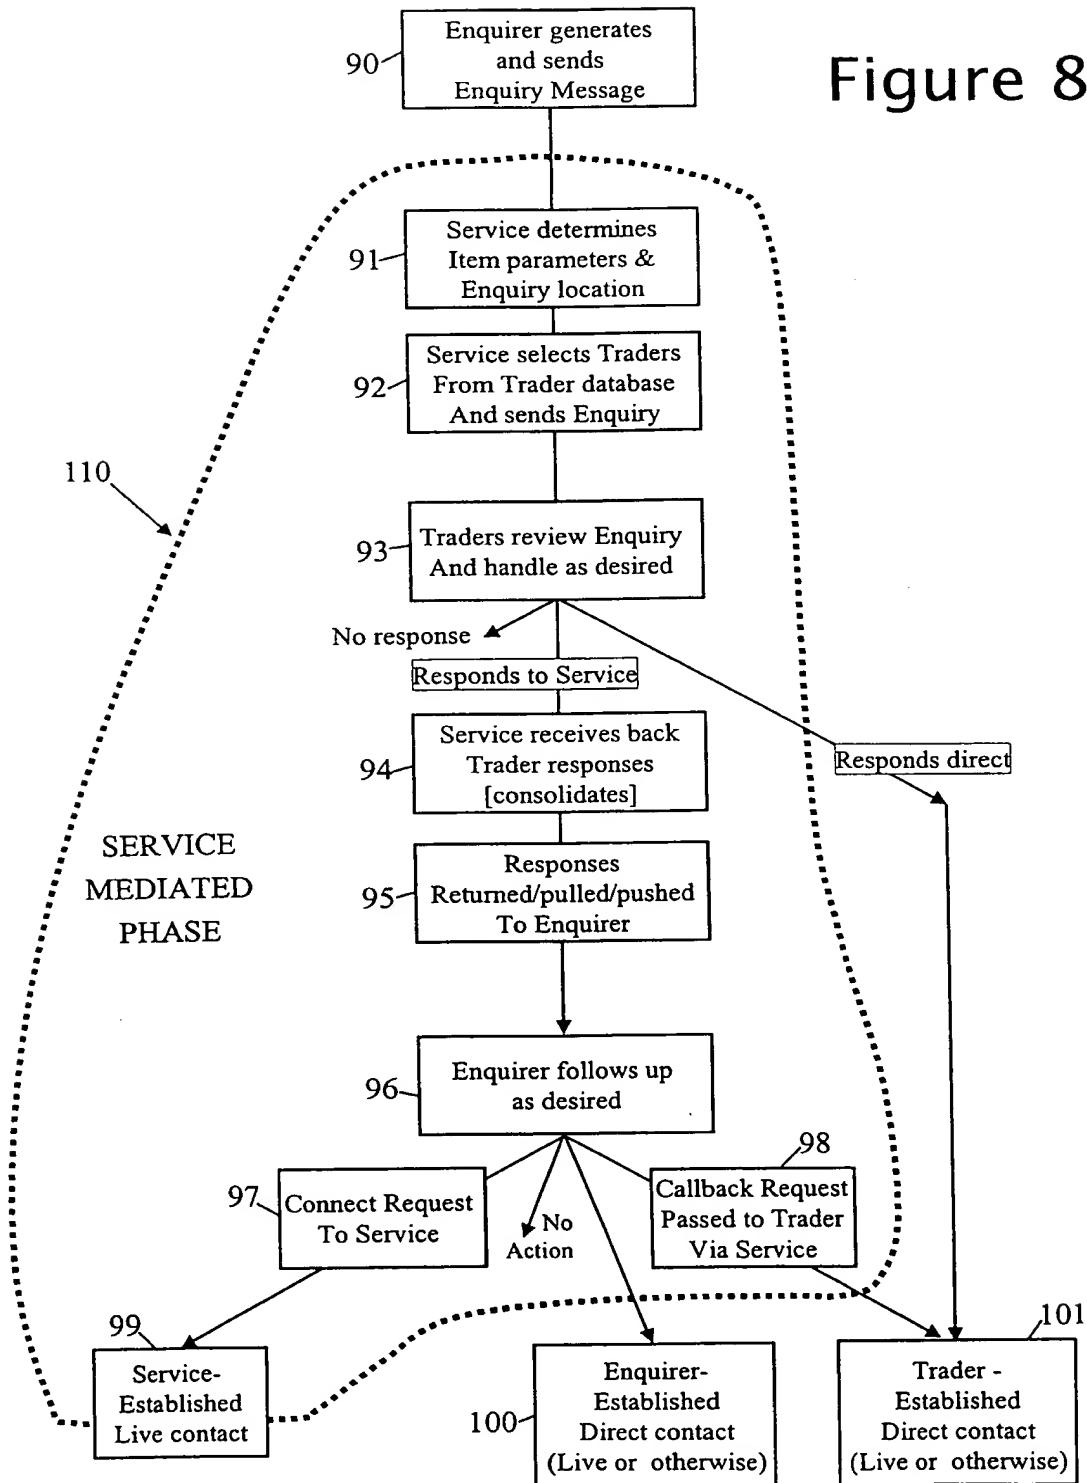 Figure 8
90
Enquirer generates
and sends
Enquiry Message
91
Service determines
Item parameters &
Enquiry location
92
Service selects Traders
From Trader database
And sends Enquiry
110
93
Traders review Enquiry
And handle as desired
No response
Responds to Service
Responds direct
94
Service receives back
Trader responses
[consolidates]
SERVICE
MEDIATED
PHASE
95
Responses
Returned/pulled/pushed
To Enquirer
96
Enquirer follows up
as desired
97
Connect Request
To Service
No
Action
98
Callback Request
Passed to Trader
Via Service
99
Service-
Established
Live contact
100
Enquirer-
Established
Direct contact
(Live or otherwise)
101
Trader -
Established
Direct contact
(Live or otherwise)